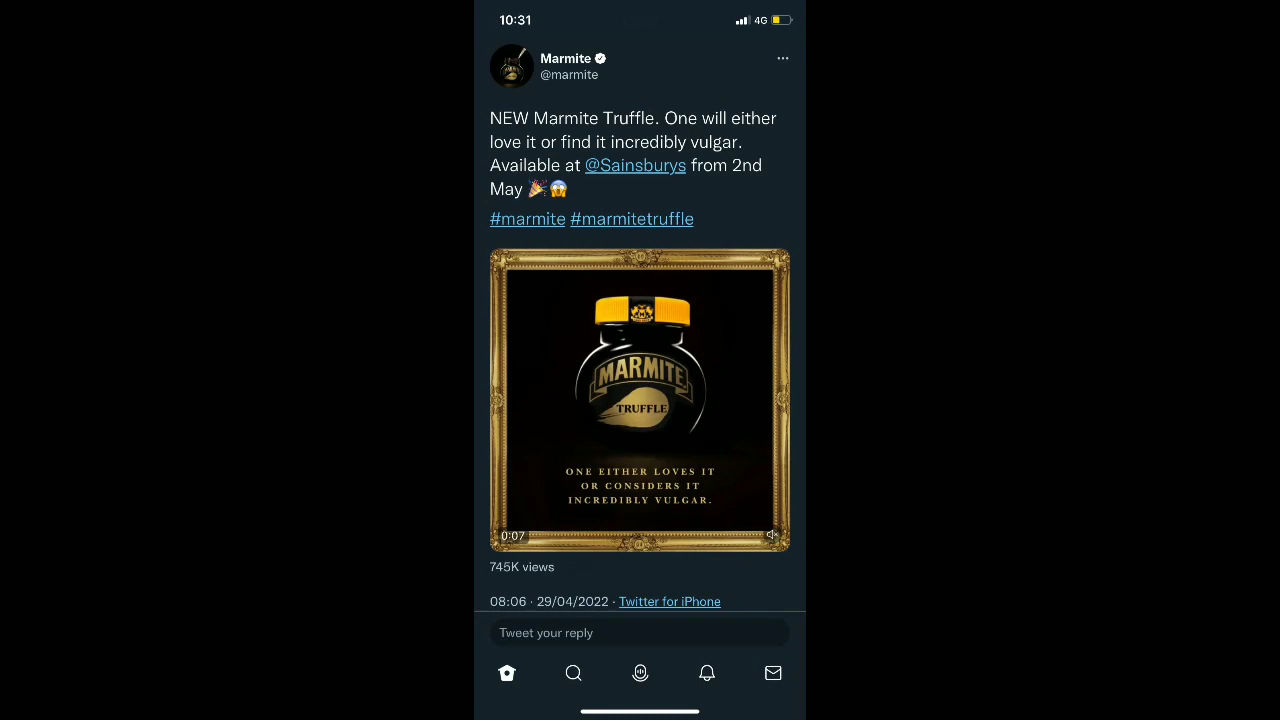 10:31
4G
Marmite
@marmite
NEW Marmite Truffle. One will either
love it or find it incredibly vulgar.
Available at @Sainsburys from 2nd
May 🎉😱
#marmite #marmitetruffle
MARMITE
TRUFFLE
ONE EITHER LOVES IT
OR CONSIDERS IT
INCREDIBLY VULGAR.
0:07
745K views
08:06 · 29/04/2022 · Twitter for iPhone
Tweet your reply